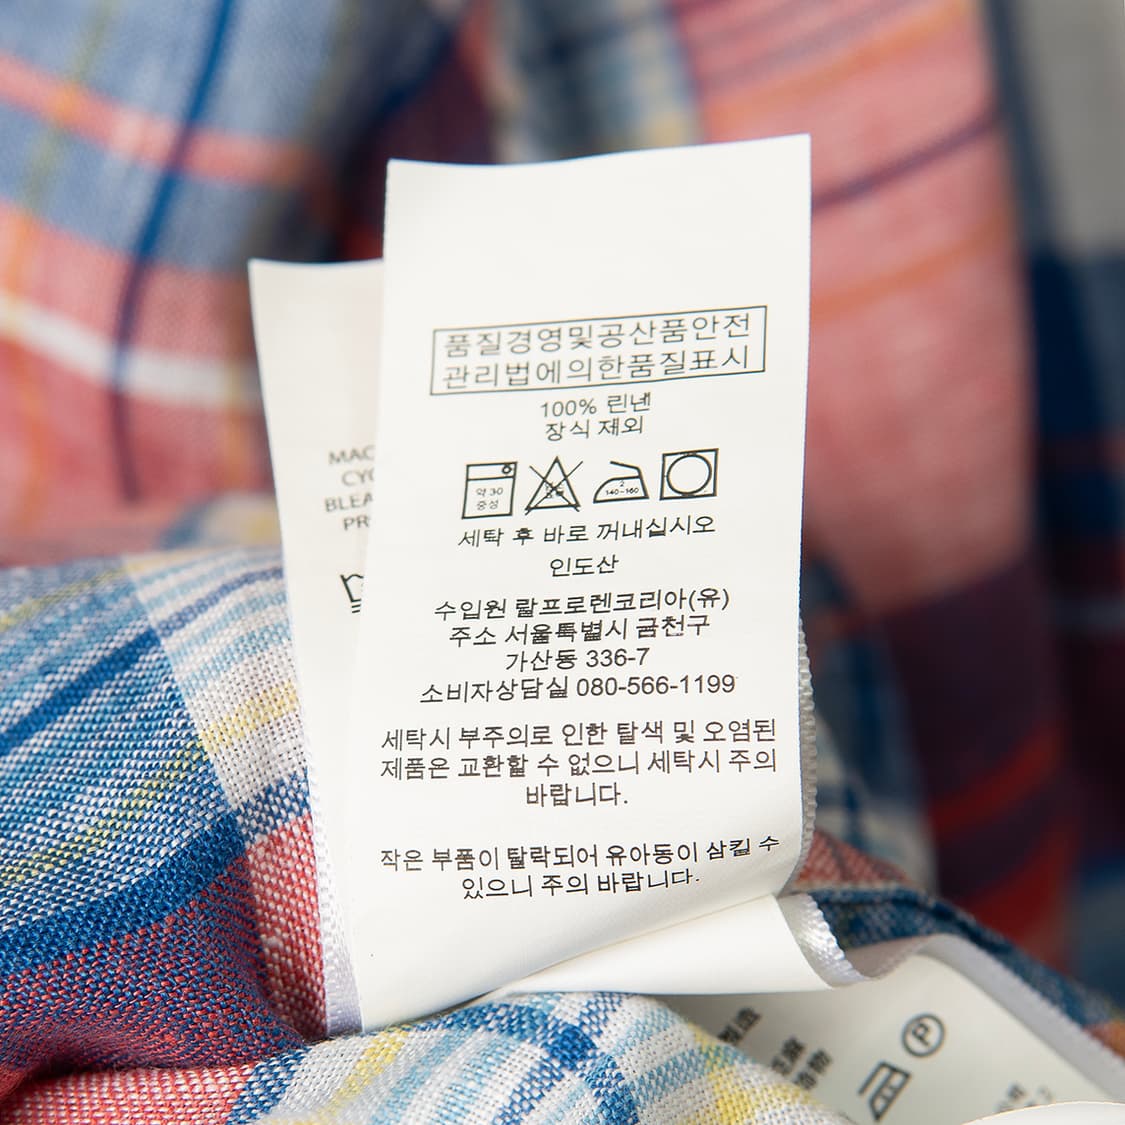 품질경영및공산품안전
관리법에의한품질표시
100% 린넨
장식 제외
약 30
중성
2
140~160
세탁 후 바로 꺼내십시오
인도산
수입원 랄프로렌코리아(유)
주소 서울특별시 금천구
가산동 336-7
소비자상담실 080-566-1199
세탁시 부주의로 인한 탈색 및 오염된
제품은 교환할 수 없으니 세탁시 주의
바랍니다.
작은 부품이 탈락되어 유아동이 삼킬 수
있으니 주의 바랍니다.
MAC
CYC
BLEA
PR
P